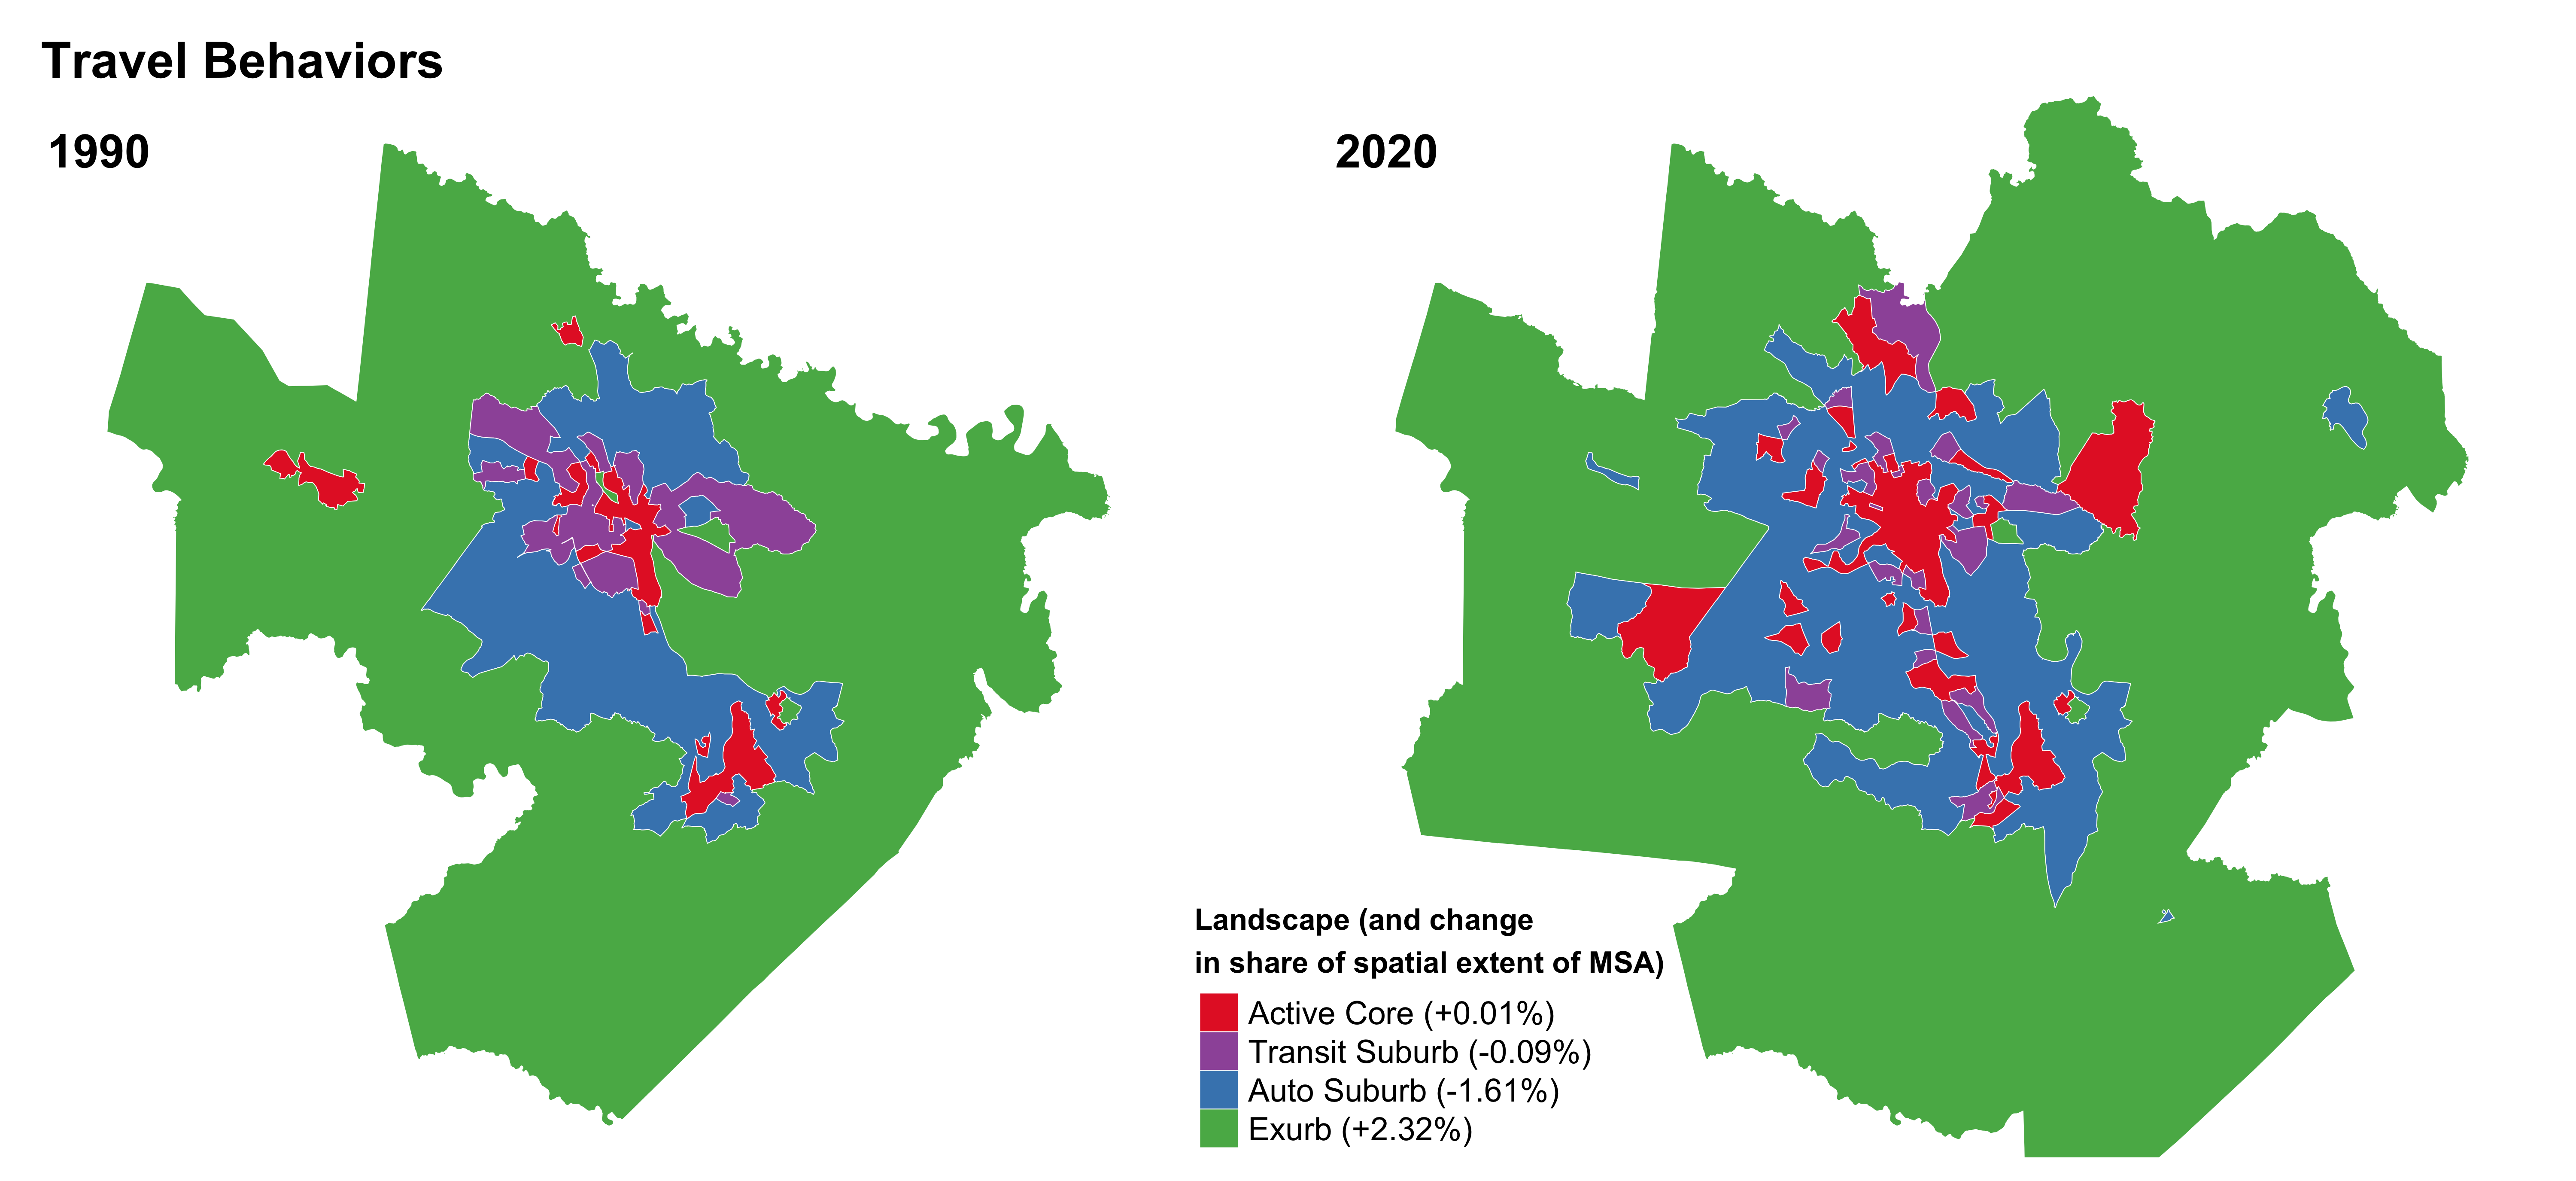 Travel Behaviors
1990
2020
Landscape (and change
in share of spatial extent of MSA)
Active Core (+0.01%)
Transit Suburb (-0.09%)
Auto Suburb (-1.61%)
Exurb (+2.32%)